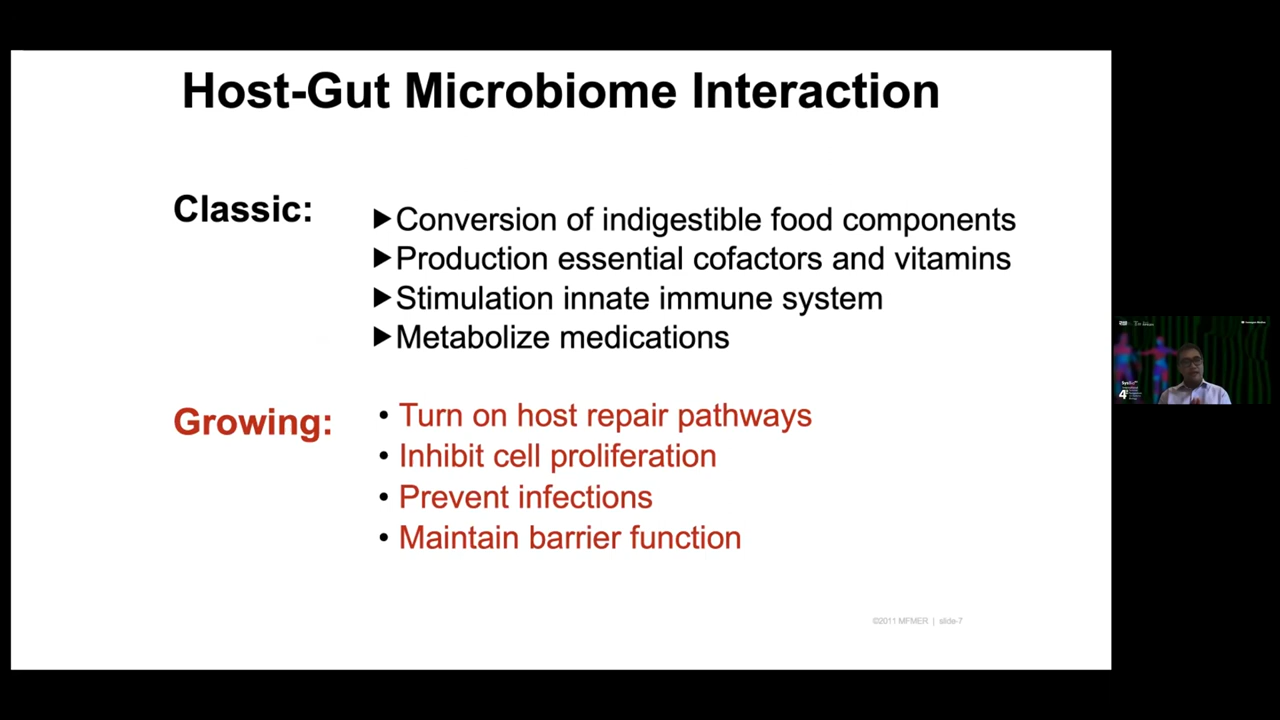 Host-Gut Microbiome Interaction
Classic:
▶Conversion of indigestible food components
▶Production essential cofactors and vitamins
▶Stimulation innate immune system
▶Metabolize medications
Growing:
• Turn on host repair pathways
• Inhibit cell proliferation
• Prevent infections
• Maintain barrier function
©2011 MFMER | slide-7